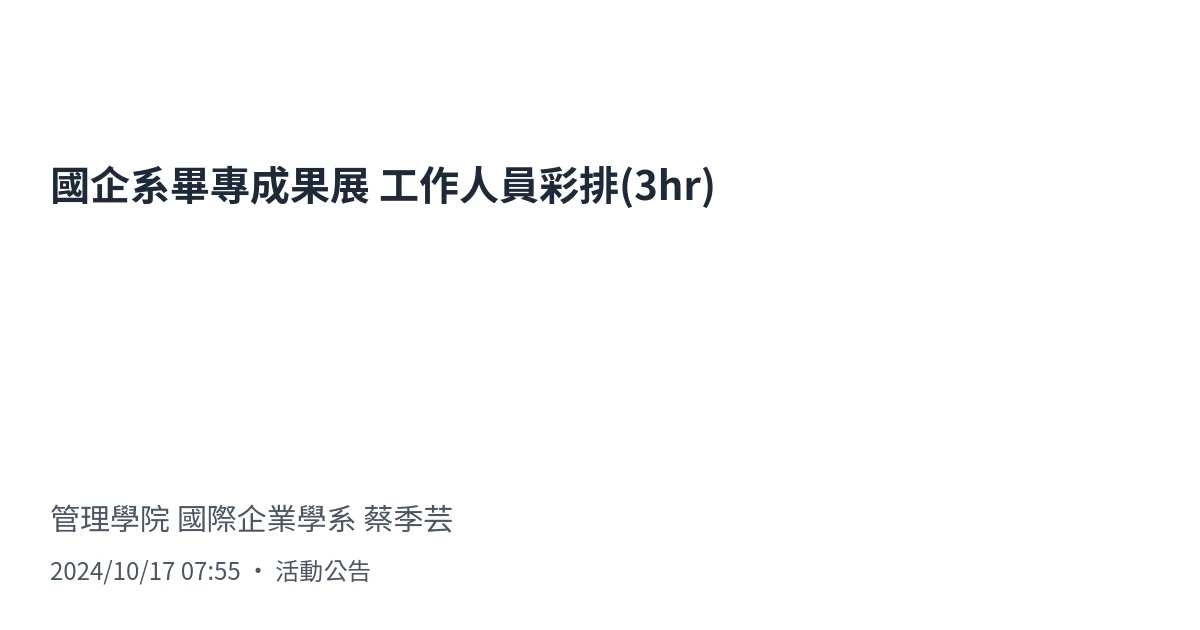 國企系畢專成果展 工作人員彩排(3hr)
管理學院 國際企業學系 蔡季芸
2024/10/17 07:55 • 活動公告